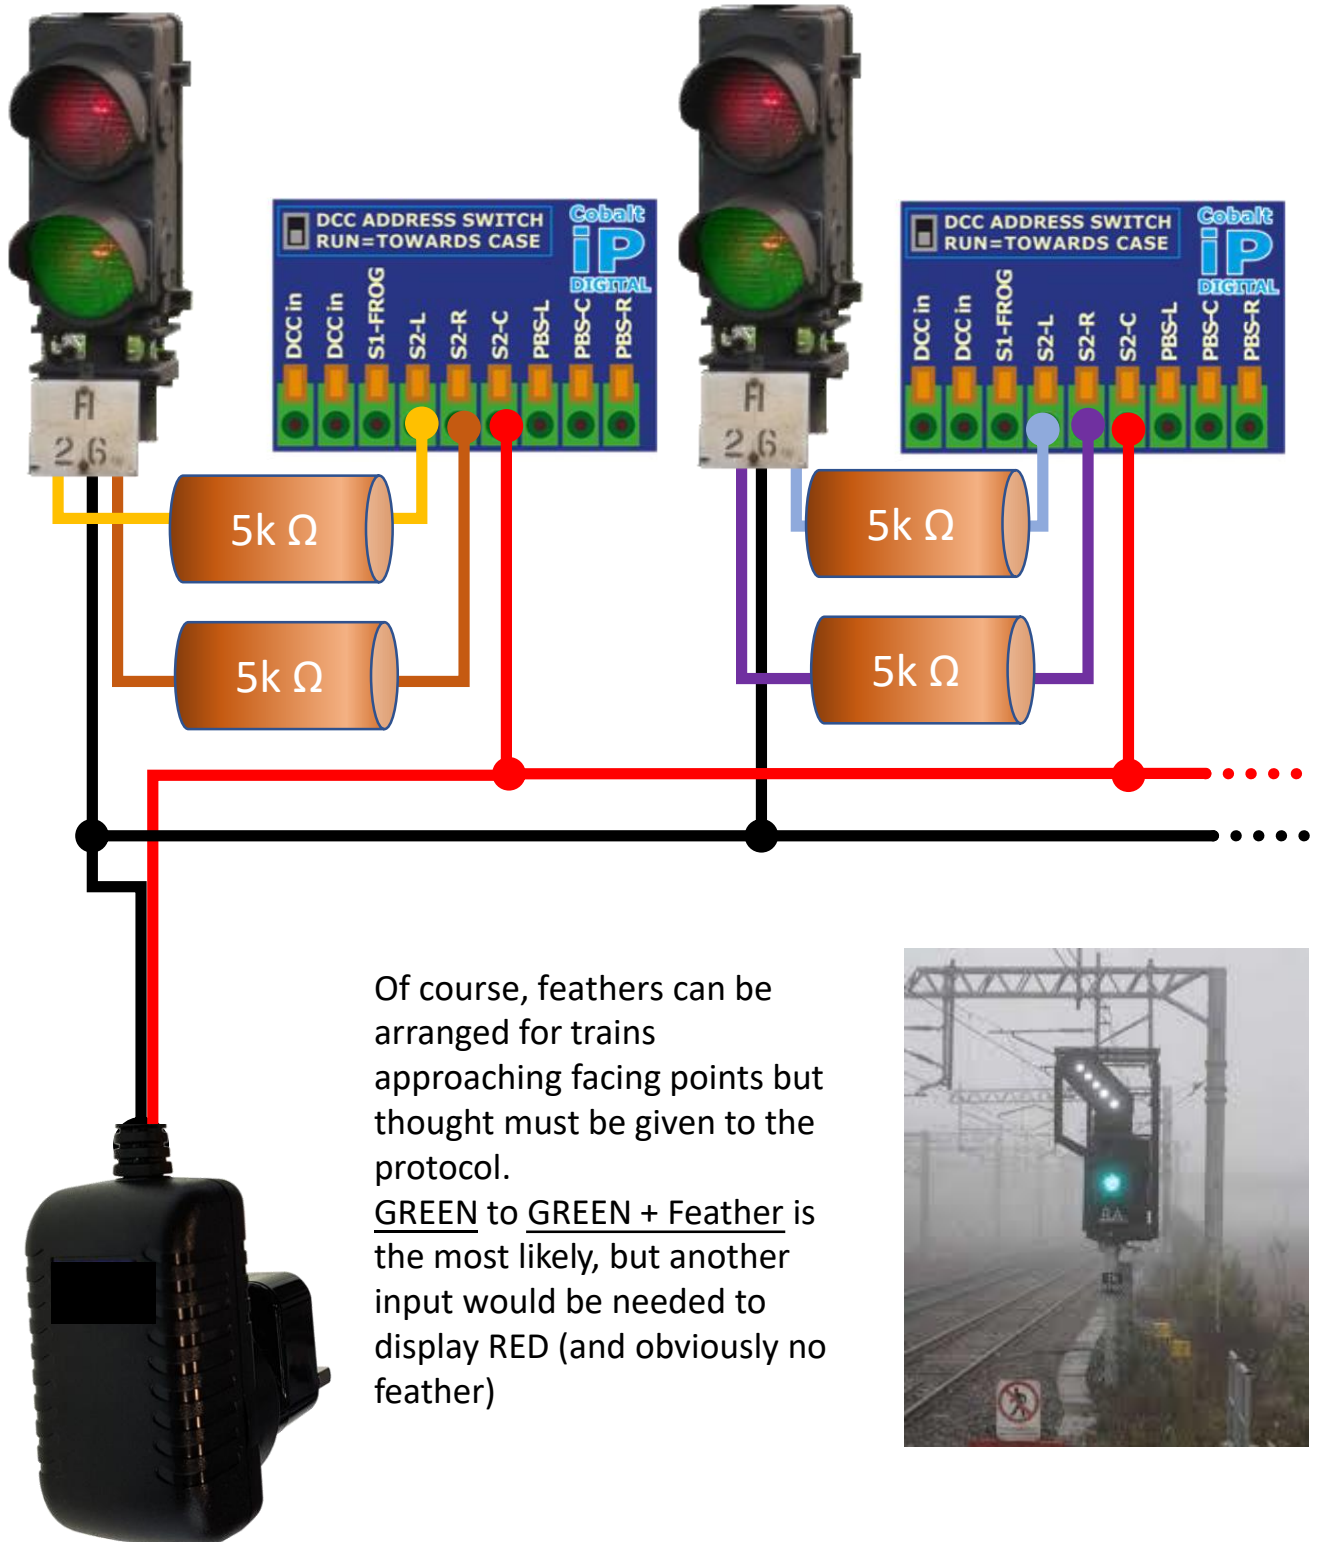 DCC ADDRESS SWITCH
RUN=TOWARDS CASE
Cobalt
iP
DIGITAL
DCC in
DCC in
S1-FROG
S2-L
S2-R
S2-C
PBS-L
PBS-C
PBS-R
DCC ADDRESS SWITCH
RUN=TOWARDS CASE
Cobalt
iP
DIGITAL
DCC in
DCC in
S1-FROG
S2-L
S2-R
S2-C
PBS-L
PBS-C
PBS-R
26
26
5k Ω
5k Ω
5k Ω
5k Ω
Of course, feathers can be
arranged for trains
approaching facing points but
thought must be given to the
protocol.
GREEN to GREEN + Feather is
the most likely, but another
input would be needed to
display RED (and obviously no
feather)